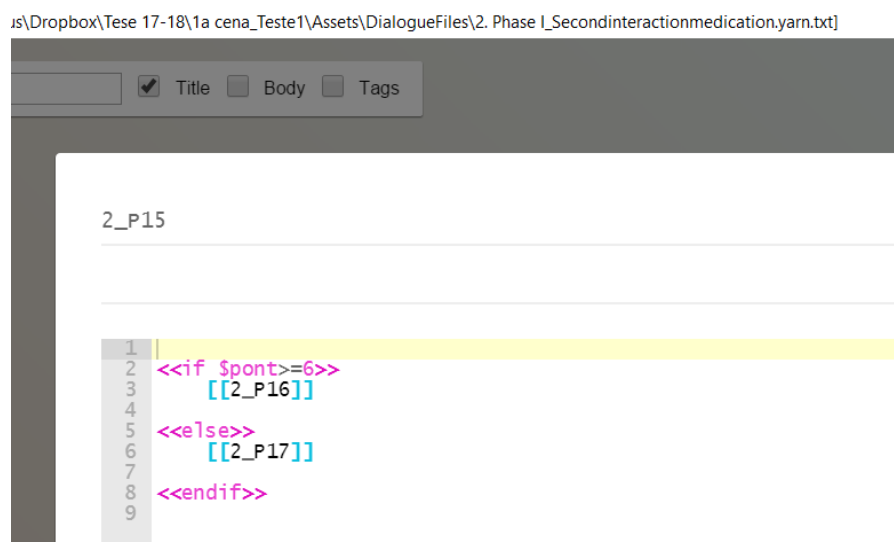 \Dropbox\Tese 17-18\1a cena_Teste1\Assets\DialogueFiles\2. Phase I_Secondinteractionmedication.yarn.txt]
Title Body Tags
2_P15
1
2 <<if $pont>=6>>
3 [[2_P16]]
4
5 <<else>>
6 [[2_P17]]
7
8 <<endif>>
9